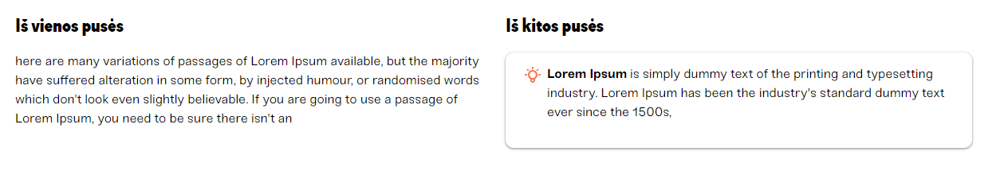 Iš vienos pusės
here are many variations of passages of Lorem Ipsum available, but the majority
have suffered alteration in some form, by injected humour, or randomised words
which don't look even slightly believable. If you are going to use a passage of
Lorem Ipsum, you need to be sure there isn't an
Iš kitos pusės
Lorem Ipsum is simply dummy text of the printing and typesetting
industry. Lorem Ipsum has been the industry's standard dummy text
ever since the 1500s,